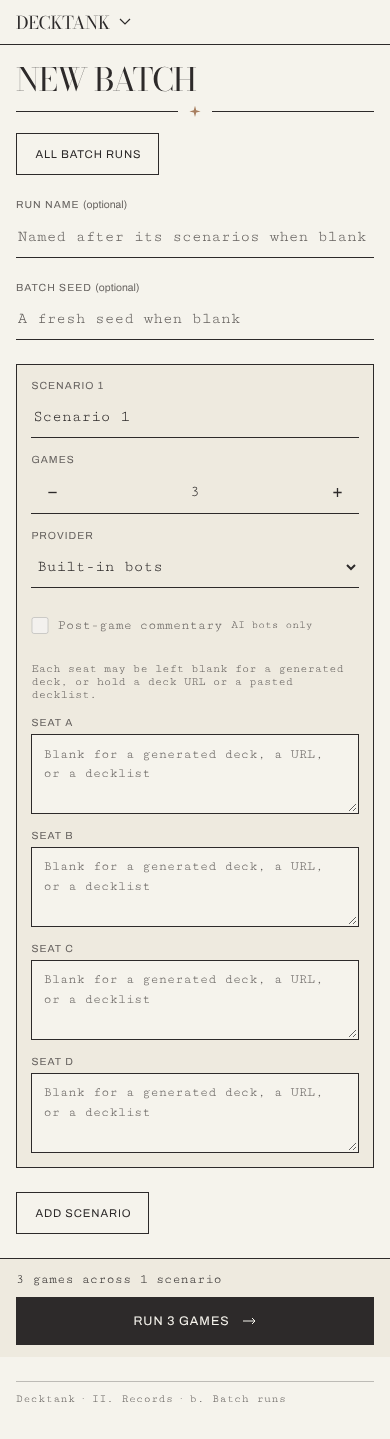 DECKTANK
NEW BATCH
ALL BATCH RUNS
RUN NAME (optional)
Named after its scenarios when blank
BATCH SEED (optional)
A fresh seed when blank
SCENARIO 1
Scenario 1
GAMES
− 3 +
PROVIDER
Built-in bots
Post-game commentary AI bots only
Each seat may be left blank for a generated
deck, or hold a deck URL or a pasted
decklist.
SEAT A
Blank for a generated deck, a URL,
or a decklist
SEAT B
Blank for a generated deck, a URL,
or a decklist
SEAT C
Blank for a generated deck, a URL,
or a decklist
SEAT D
Blank for a generated deck, a URL,
or a decklist
ADD SCENARIO
3 games across 1 scenario
RUN 3 GAMES →
Decktank · II. Records · b. Batch runs